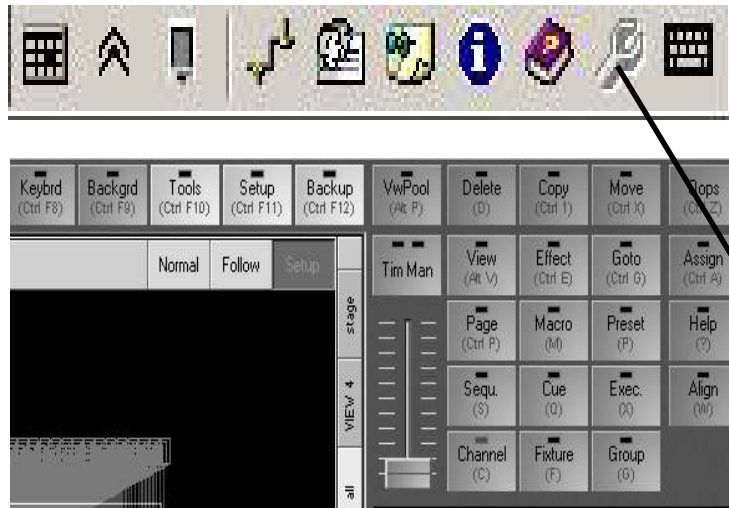 Keybrd Backgrd Tools Setup Backup VwPool Delete Copy Move Oops
(Ctrl F8) (Ctrl F9) (Ctrl F10) (Ctrl F11) (Ctrl F12) (Alt P) (D) (Ctrl 1) (Ctrl X) (Ctrl Z)
Normal Follow Setup Tim Man View Effect Goto Assign
(Alt V) (Ctrl E) (Ctrl G) (Ctrl A)
stage
Page Macro Preset Help
(Ctrl P) (M) (P) (?)
VIEW 4
Sequ. Cue Exec. Align
(S) (Q) (X) (W)
Channel Fixture Group
(C) (F) (G)
all